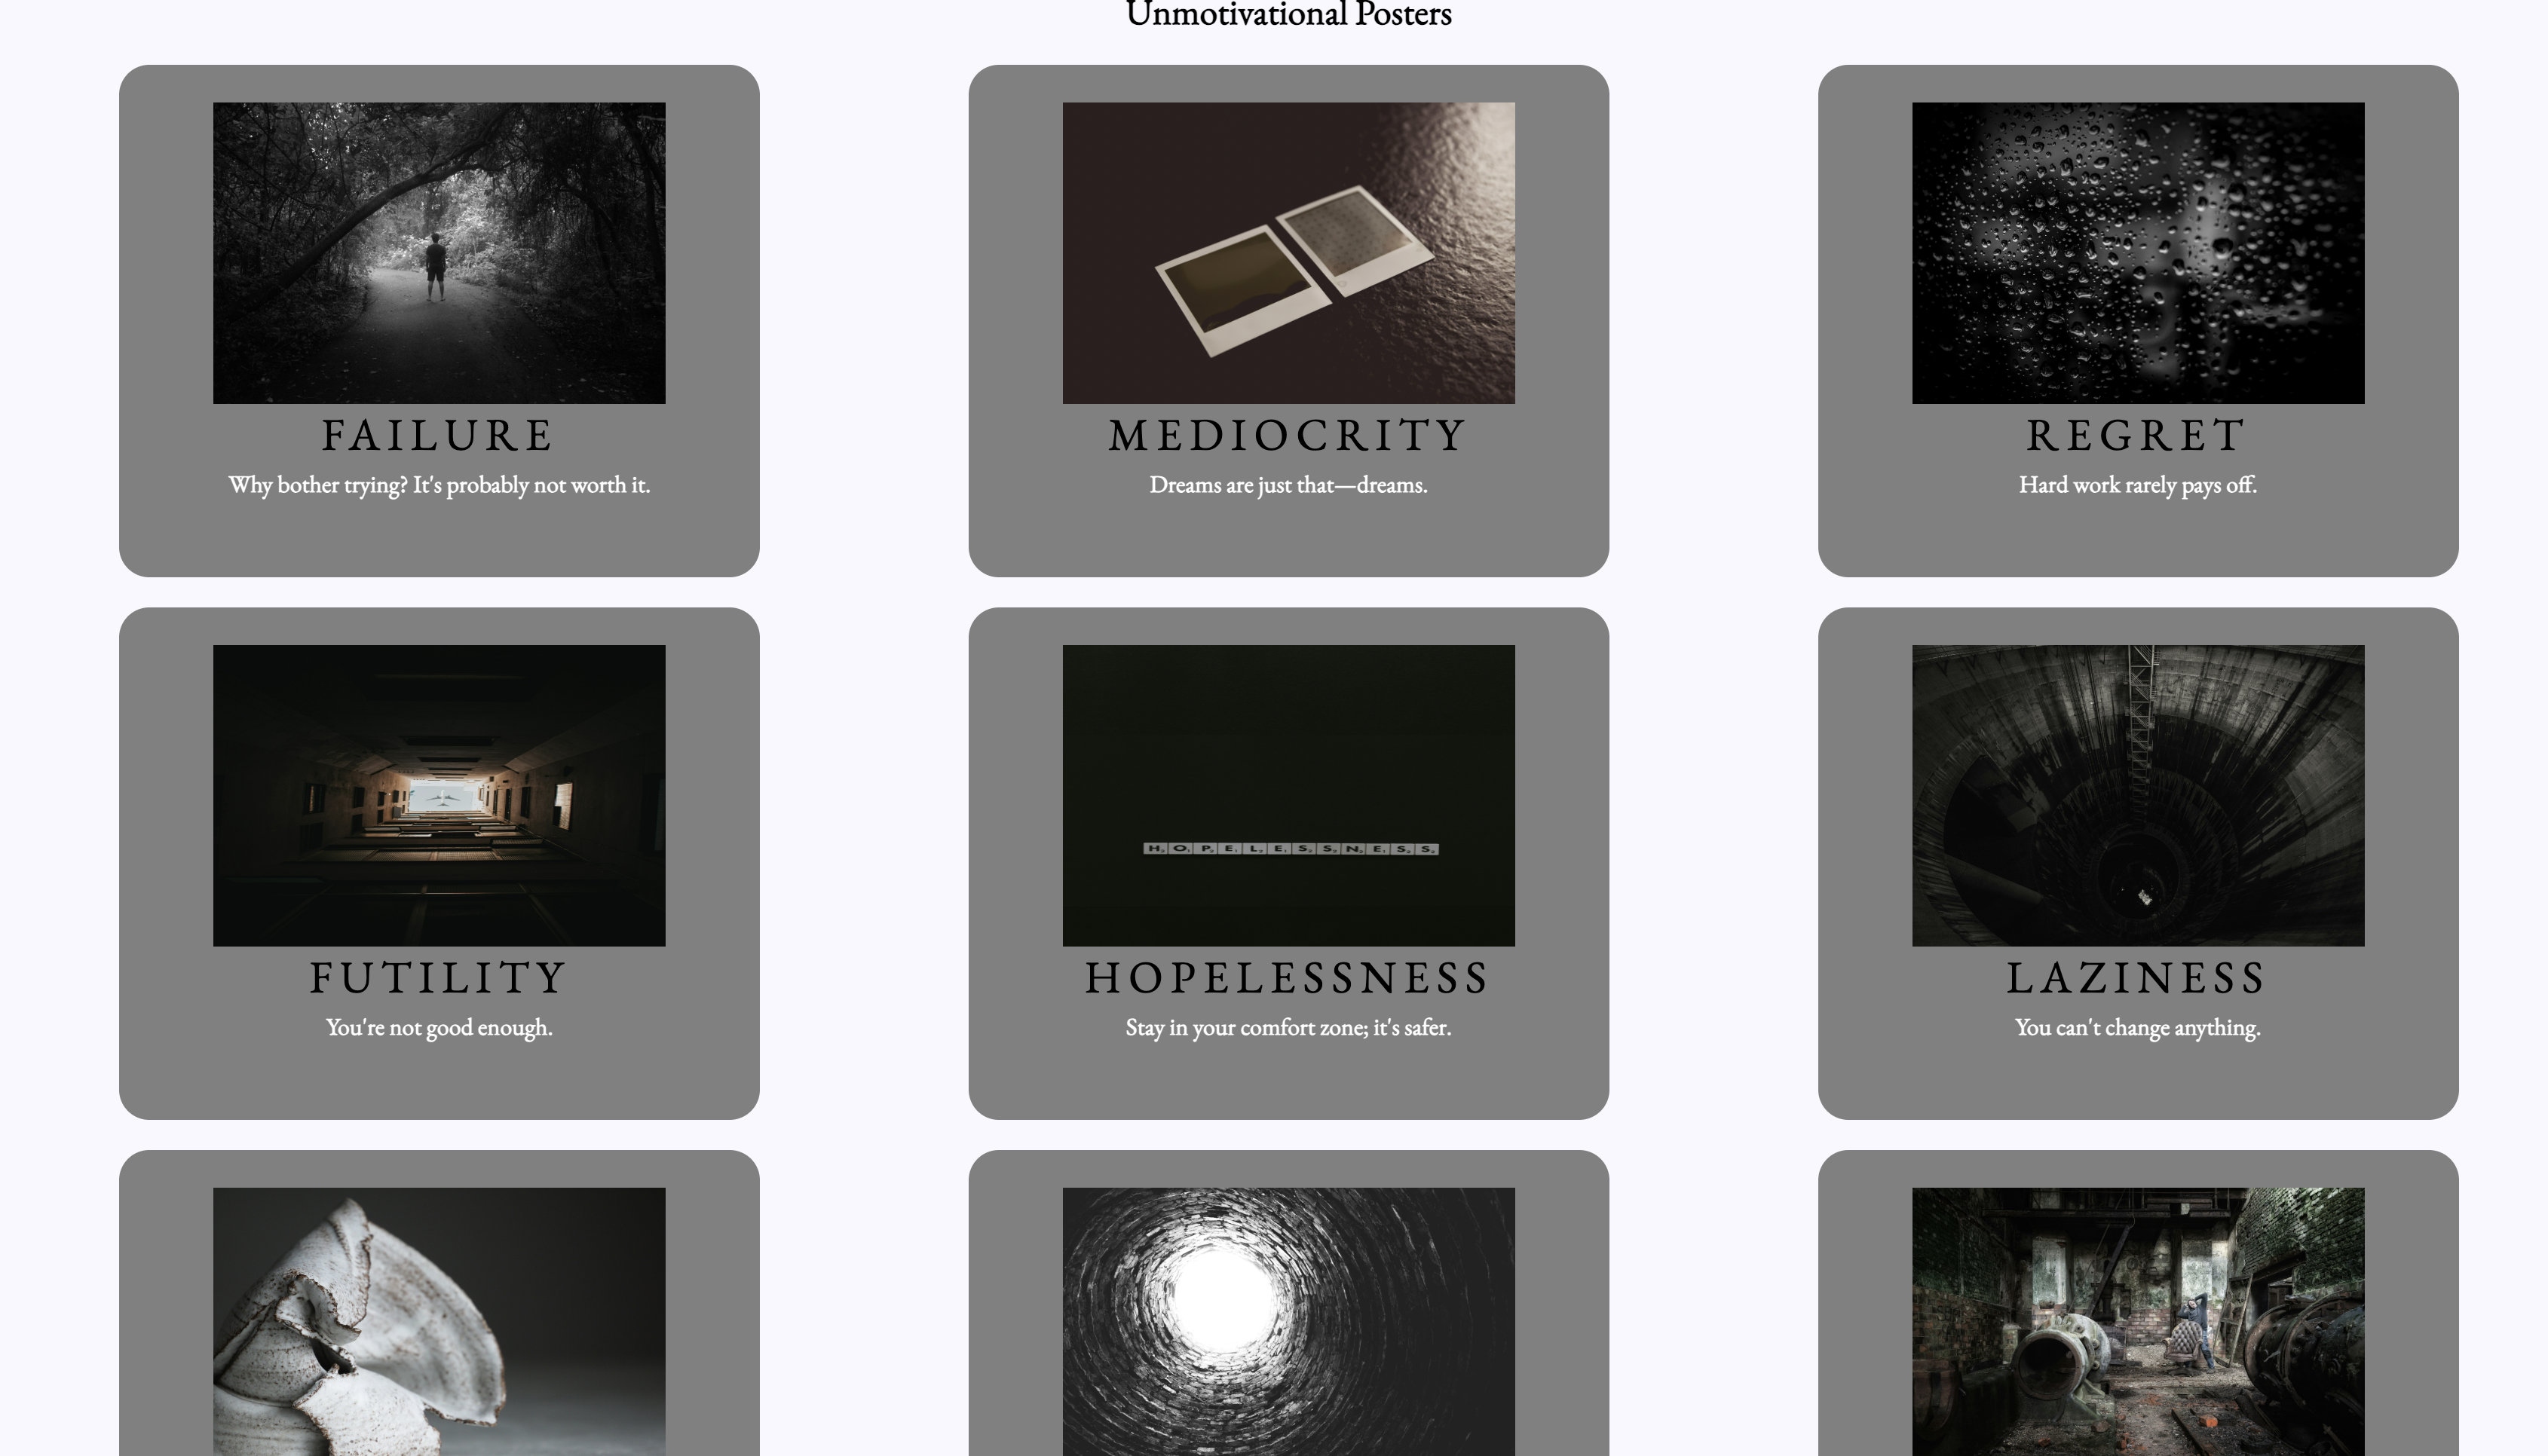 Unmotivational Posters
FAILURE
Why bother trying? It's probably not worth it.
MEDIOCRITY
Dreams are just that—dreams.
REGRET
Hard work rarely pays off.
FUTILITY
You're not good enough.
HOPELESSNESS
HOPELESSNESS
Stay in your comfort zone; it's safer.
LAZINESS
You can't change anything.